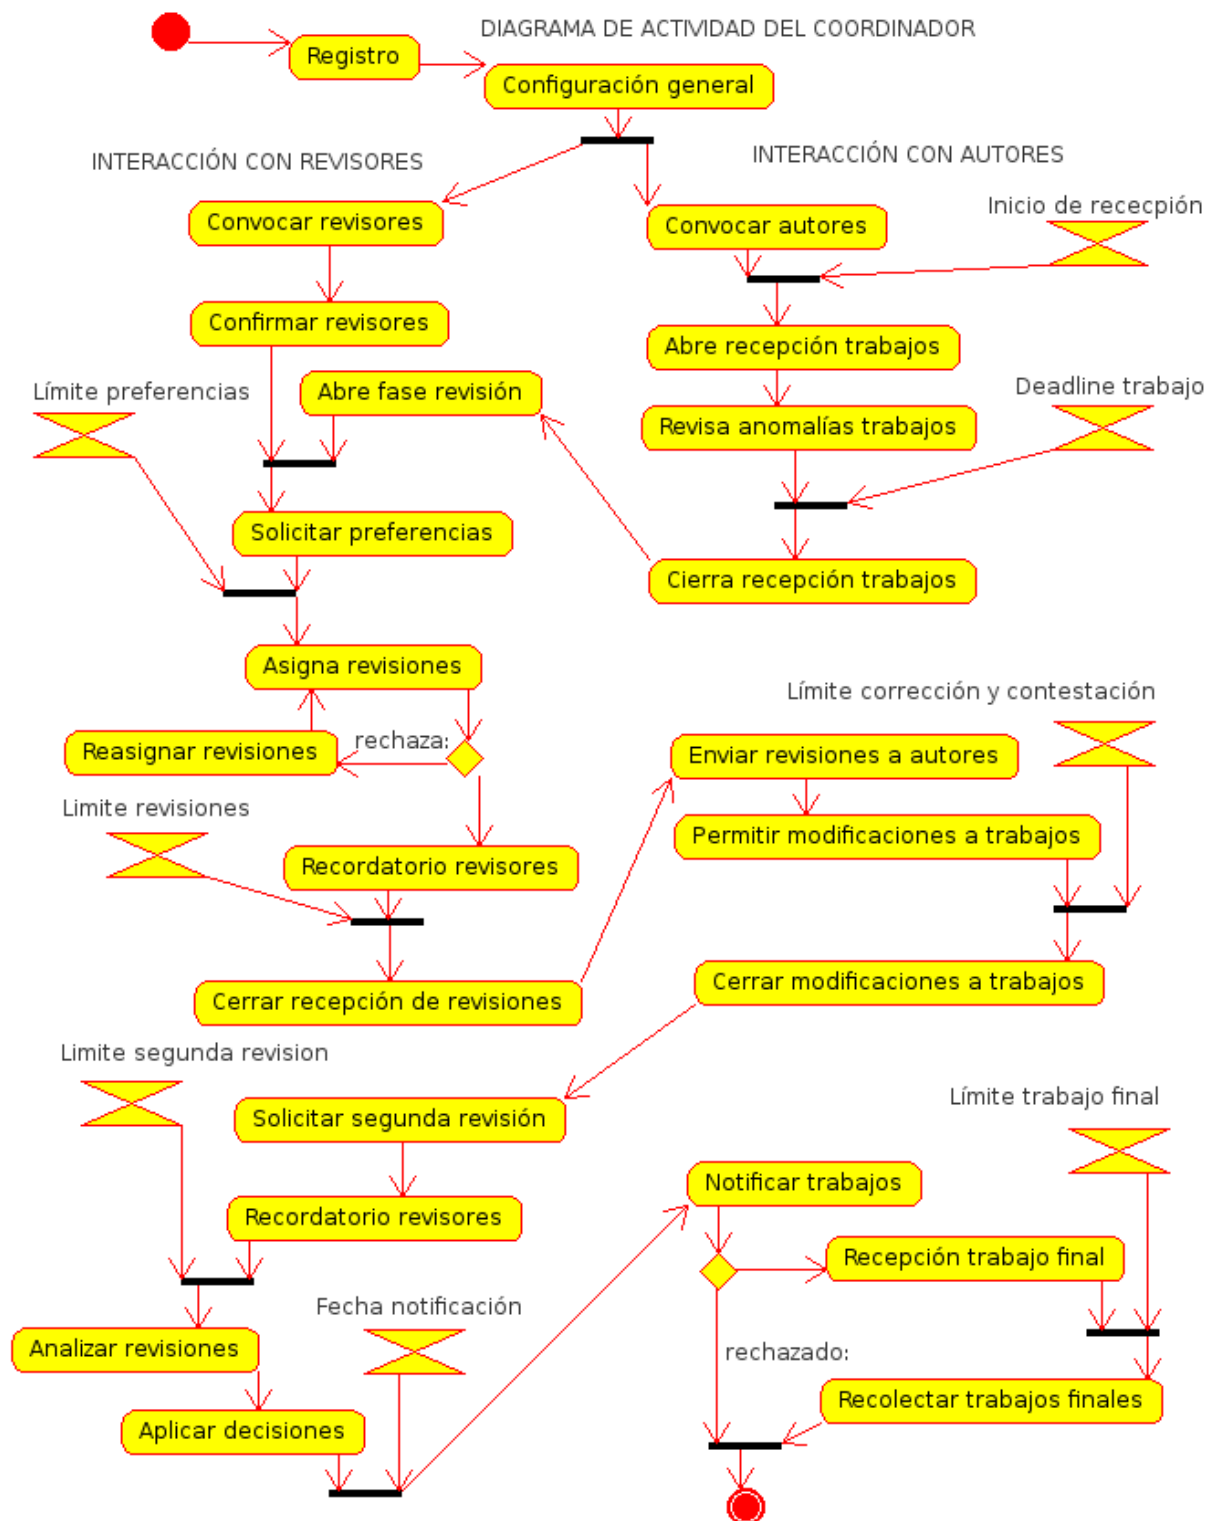 DIAGRAMA DE ACTIVIDAD DEL COORDINADOR
Registro
Configuración general
INTERACCIÓN CON REVISORES
INTERACCIÓN CON AUTORES
Convocar revisores
Convocar autores
Inicio de rececpión
Confirmar revisores
Abre recepción trabajos
Límite preferencias
Abre fase revisión
Deadline trabajo
Revisa anomalías trabajos
Solicitar preferencias
Cierra recepción trabajos
Asigna revisiones
Límite corrección y contestación
Reasignar revisiones
rechaza:
Enviar revisiones a autores
Limite revisiones
Permitir modificaciones a trabajos
Recordatorio revisores
Cerrar recepción de revisiones
Cerrar modificaciones a trabajos
Limite segunda revision
Solicitar segunda revisión
Límite trabajo final
Notificar trabajos
Recordatorio revisores
Recepción trabajo final
Fecha notificación
Analizar revisiones
rechazado:
Recolectar trabajos finales
Aplicar decisiones